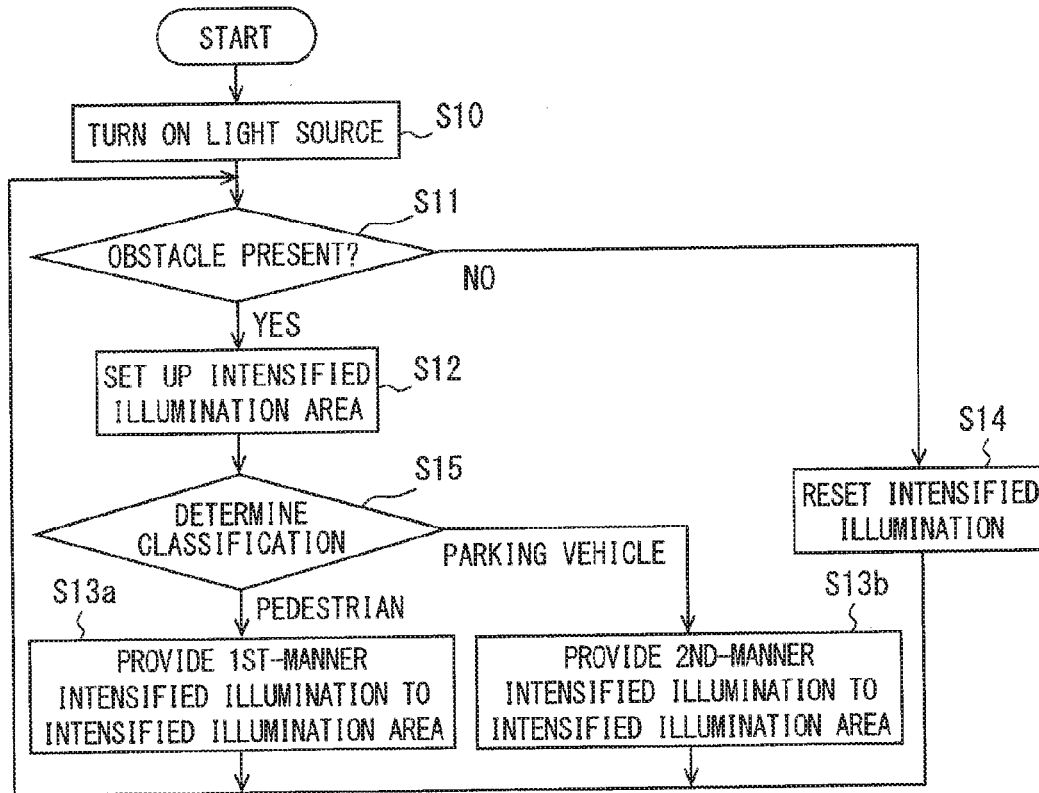 START
TURN ON LIGHT SOURCE
S10
S11
OBSTACLE PRESENT?
NO
YES
SET UP INTENSIFIED
ILLUMINATION AREA
S12
S15
DETERMINE
CLASSIFICATION
PARKING VEHICLE
S14
RESET INTENSIFIED
ILLUMINATION
S13a
PEDESTRIAN
S13b
PROVIDE 1ST-MANNER
INTENSIFIED ILLUMINATION TO
INTENSIFIED ILLUMINATION AREA
PROVIDE 2ND-MANNER
INTENSIFIED ILLUMINATION TO
INTENSIFIED ILLUMINATION AREA